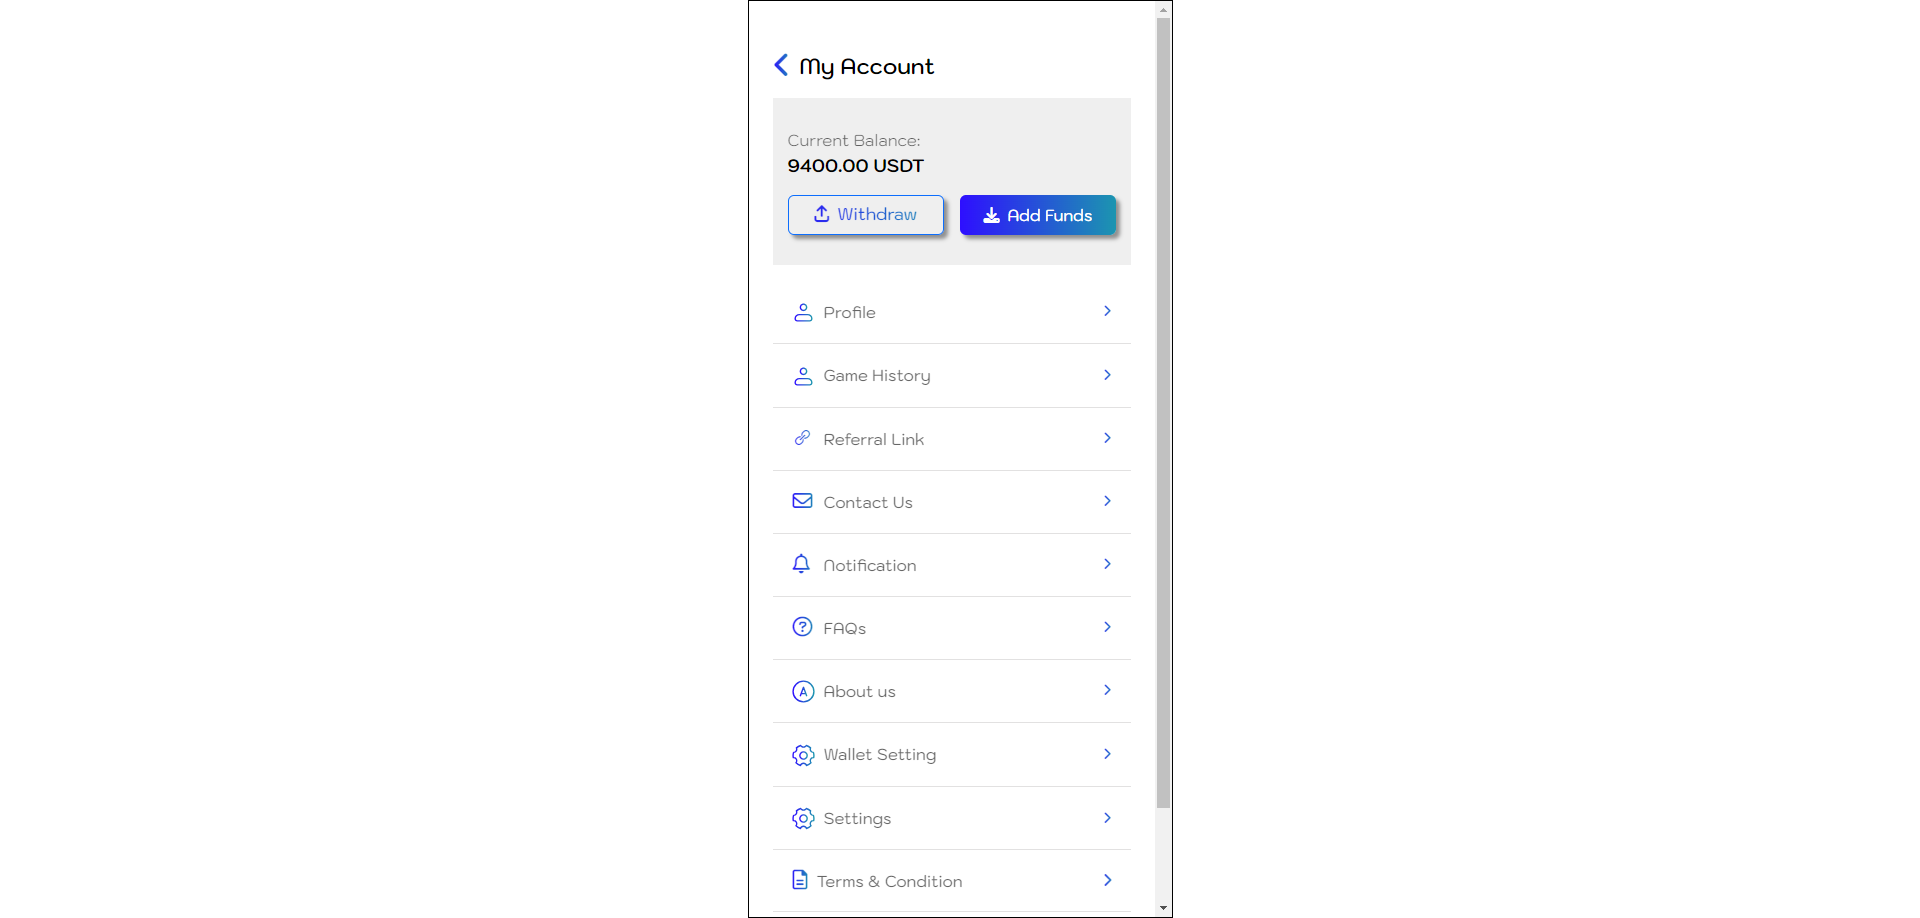 My Account
Current Balance:
9400.00 USDT
Withdraw
Add Funds
Profile
Game History
Referral Link
Contact Us
Notification
FAQs
About us
Wallet Setting
Settings
Terms & Condition